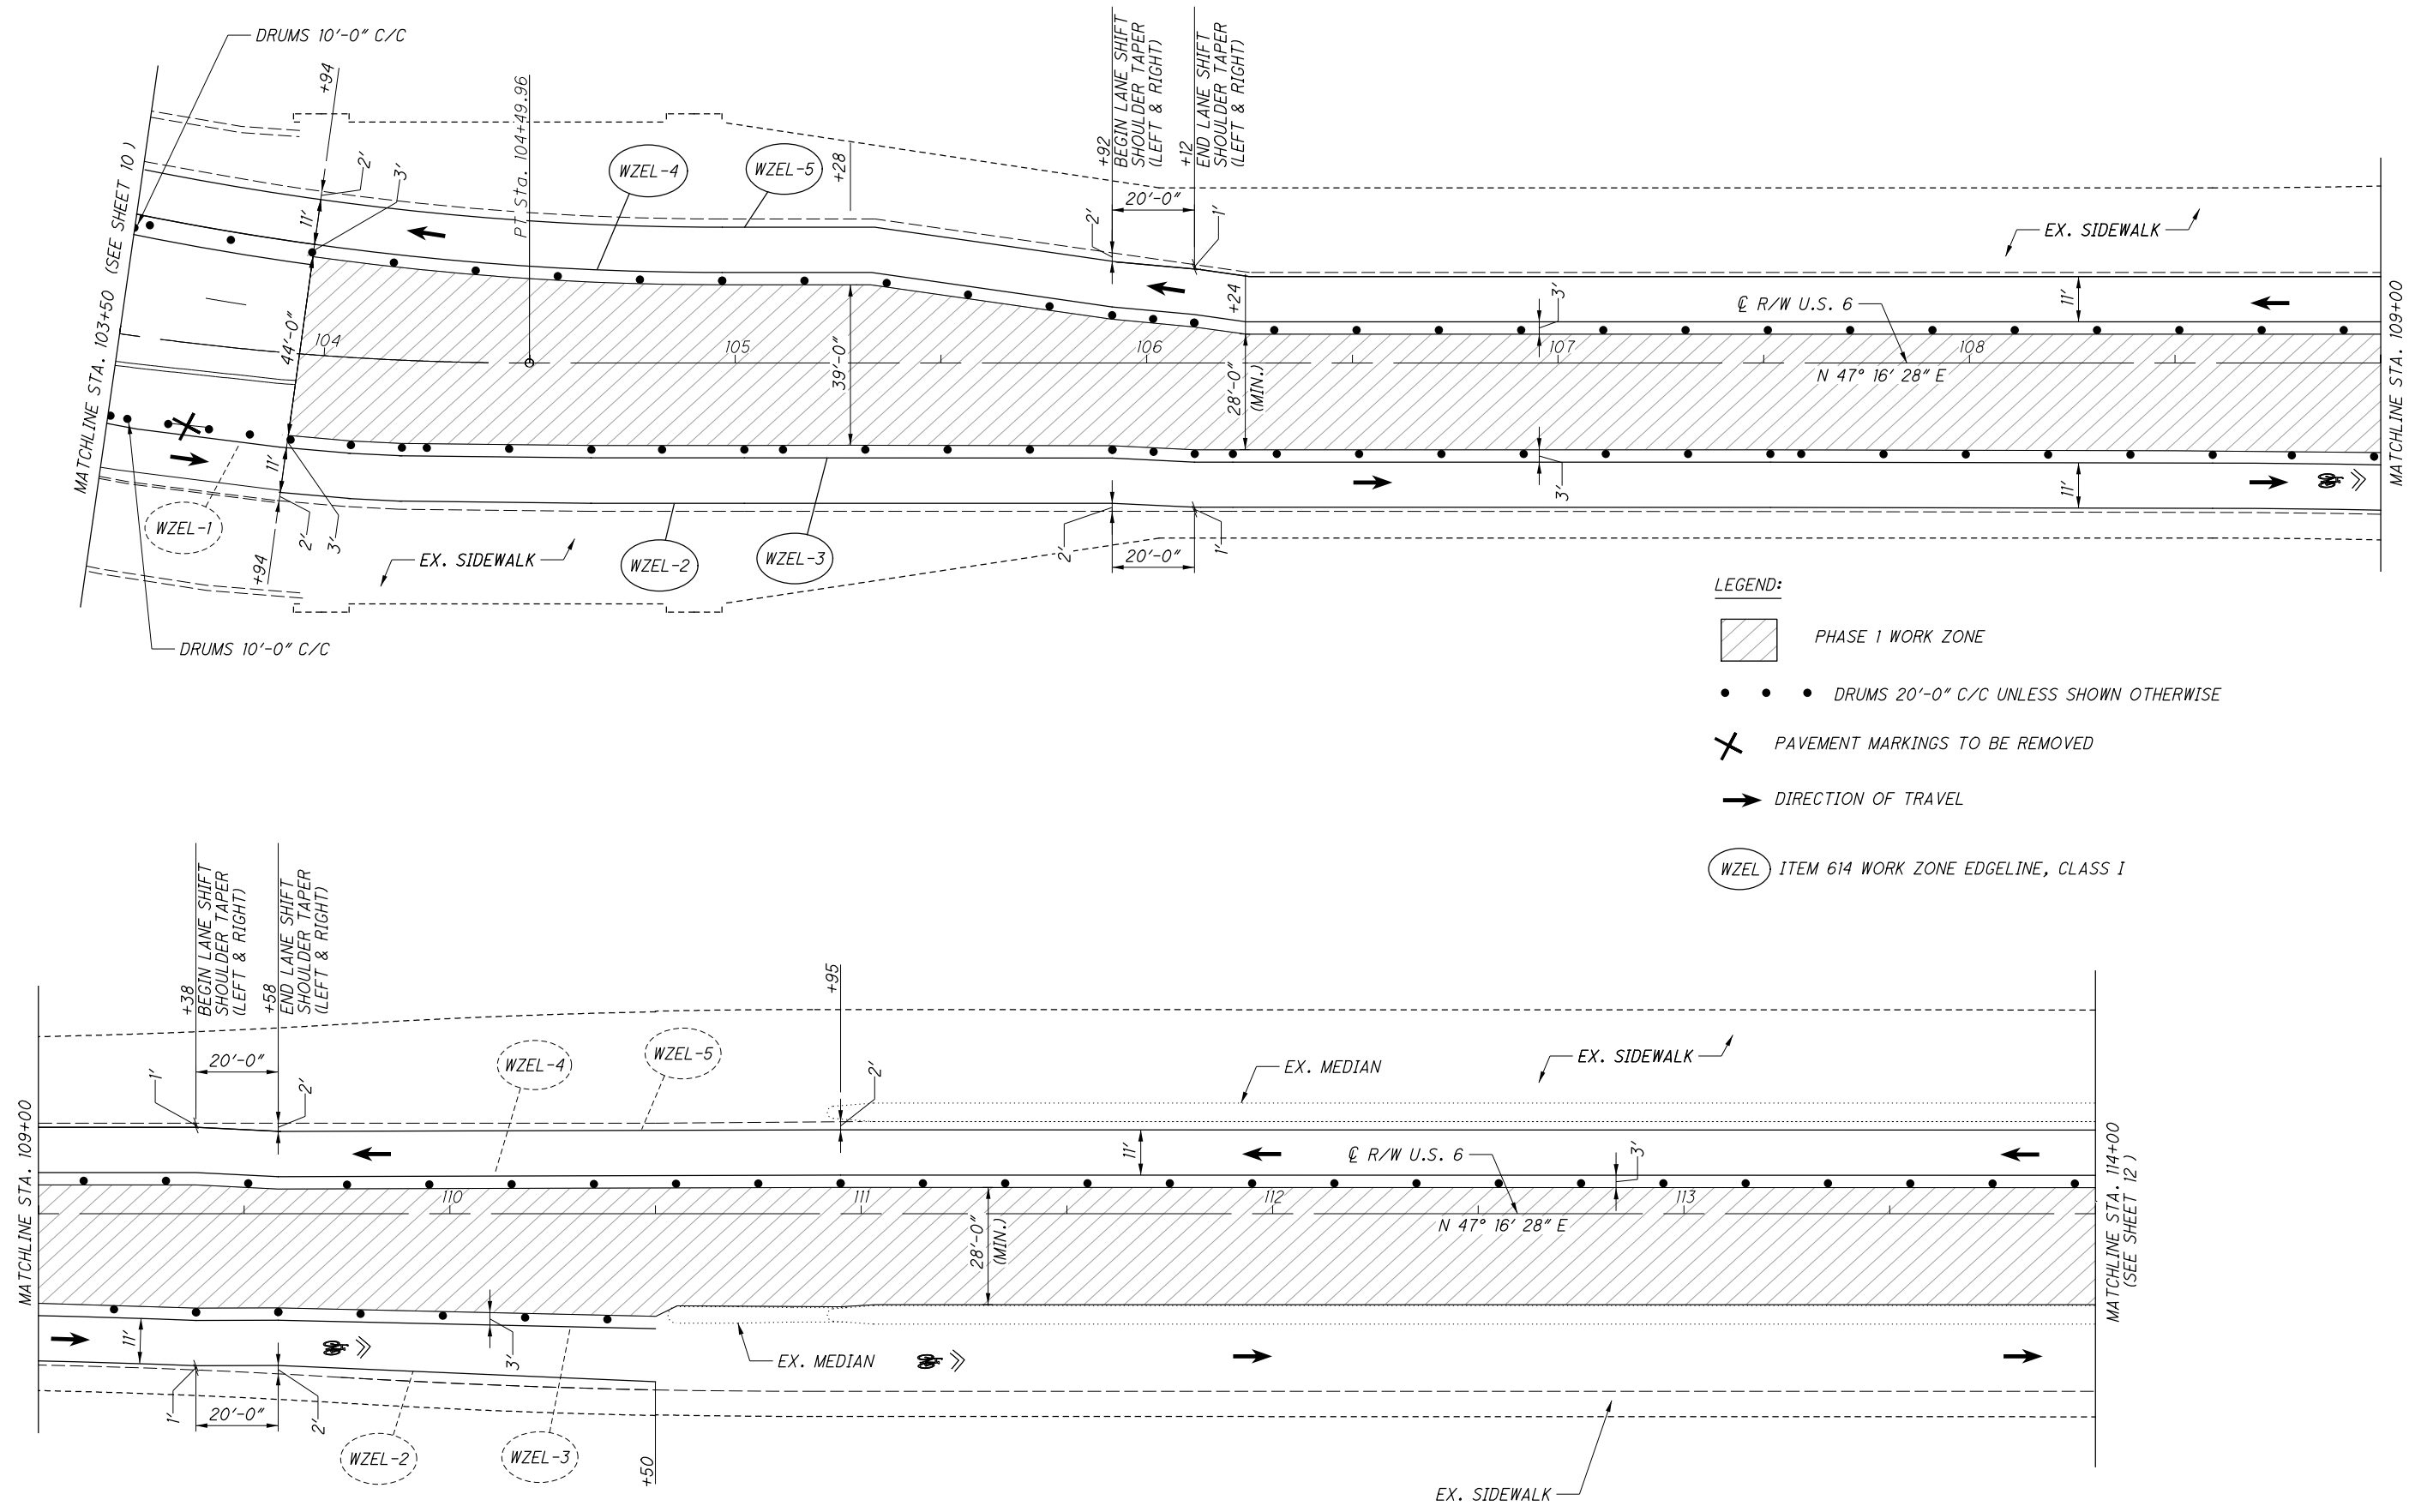 DRUMS 10'-0" C/C
+94
2'
3'
11'
MATCHLINE STA. 103+50 (SEE SHEET 10 )
44'-0"
104
PT Sta. 104+49.96
WZEL-4
WZEL-5
+28
+92
BEGIN LANE SHIFT
SHOULDER TAPER
(LEFT & RIGHT)
+12
END LANE SHIFT
SHOULDER TAPER
(LEFT & RIGHT)
20'-0"
2'
1'
EX. SIDEWALK
℄ R/W U.S. 6
3'
11'
+24
105
106
107
108
39'-0"
28'-0"
(MIN.)
N 47° 16' 28" E
MATCHLINE STA. 109+00
WZEL-1
11'
2'
3'
+94
EX. SIDEWALK
WZEL-2
WZEL-3
2'
20'-0"
1'
3'
11'
DRUMS 10'-0" C/C
LEGEND:
PHASE 1 WORK ZONE
DRUMS 20'-0" C/C UNLESS SHOWN OTHERWISE
PAVEMENT MARKINGS TO BE REMOVED
DIRECTION OF TRAVEL
WZEL ITEM 614 WORK ZONE EDGELINE, CLASS I
+38
BEGIN LANE SHIFT
SHOULDER TAPER
(LEFT & RIGHT)
+58
END LANE SHIFT
SHOULDER TAPER
(LEFT & RIGHT)
20'-0"
1'
2'
WZEL-4
WZEL-5
+95
2'
EX. MEDIAN
EX. SIDEWALK
MATCHLINE STA. 109+00
11'
℄ R/W U.S. 6
3'
110
111
112
113
28'-0"
(MIN.)
N 47° 16' 28" E
MATCHLINE STA. 114+00
(SEE SHEET 12 )
11'
3'
EX. MEDIAN
1'
20'-0"
2'
WZEL-2
WZEL-3
+50
EX. SIDEWALK